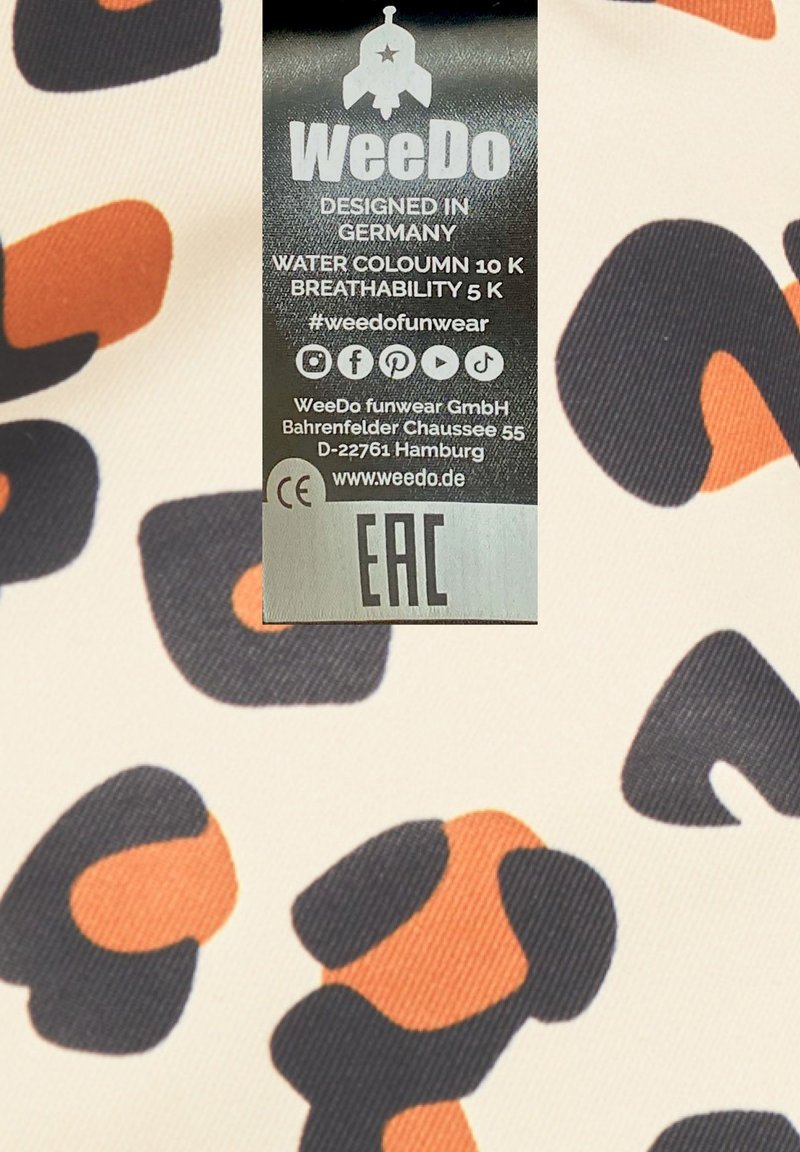 WeeDo
DESIGNED IN
GERMANY
WATER COLOUMN 10 K
BREATHABILITY 5 K
#weedofunwear
WeeDo funwear GmbH
Bahrenfelder Chaussee 55
D-22761 Hamburg
www.weedo.de
CE
EAC